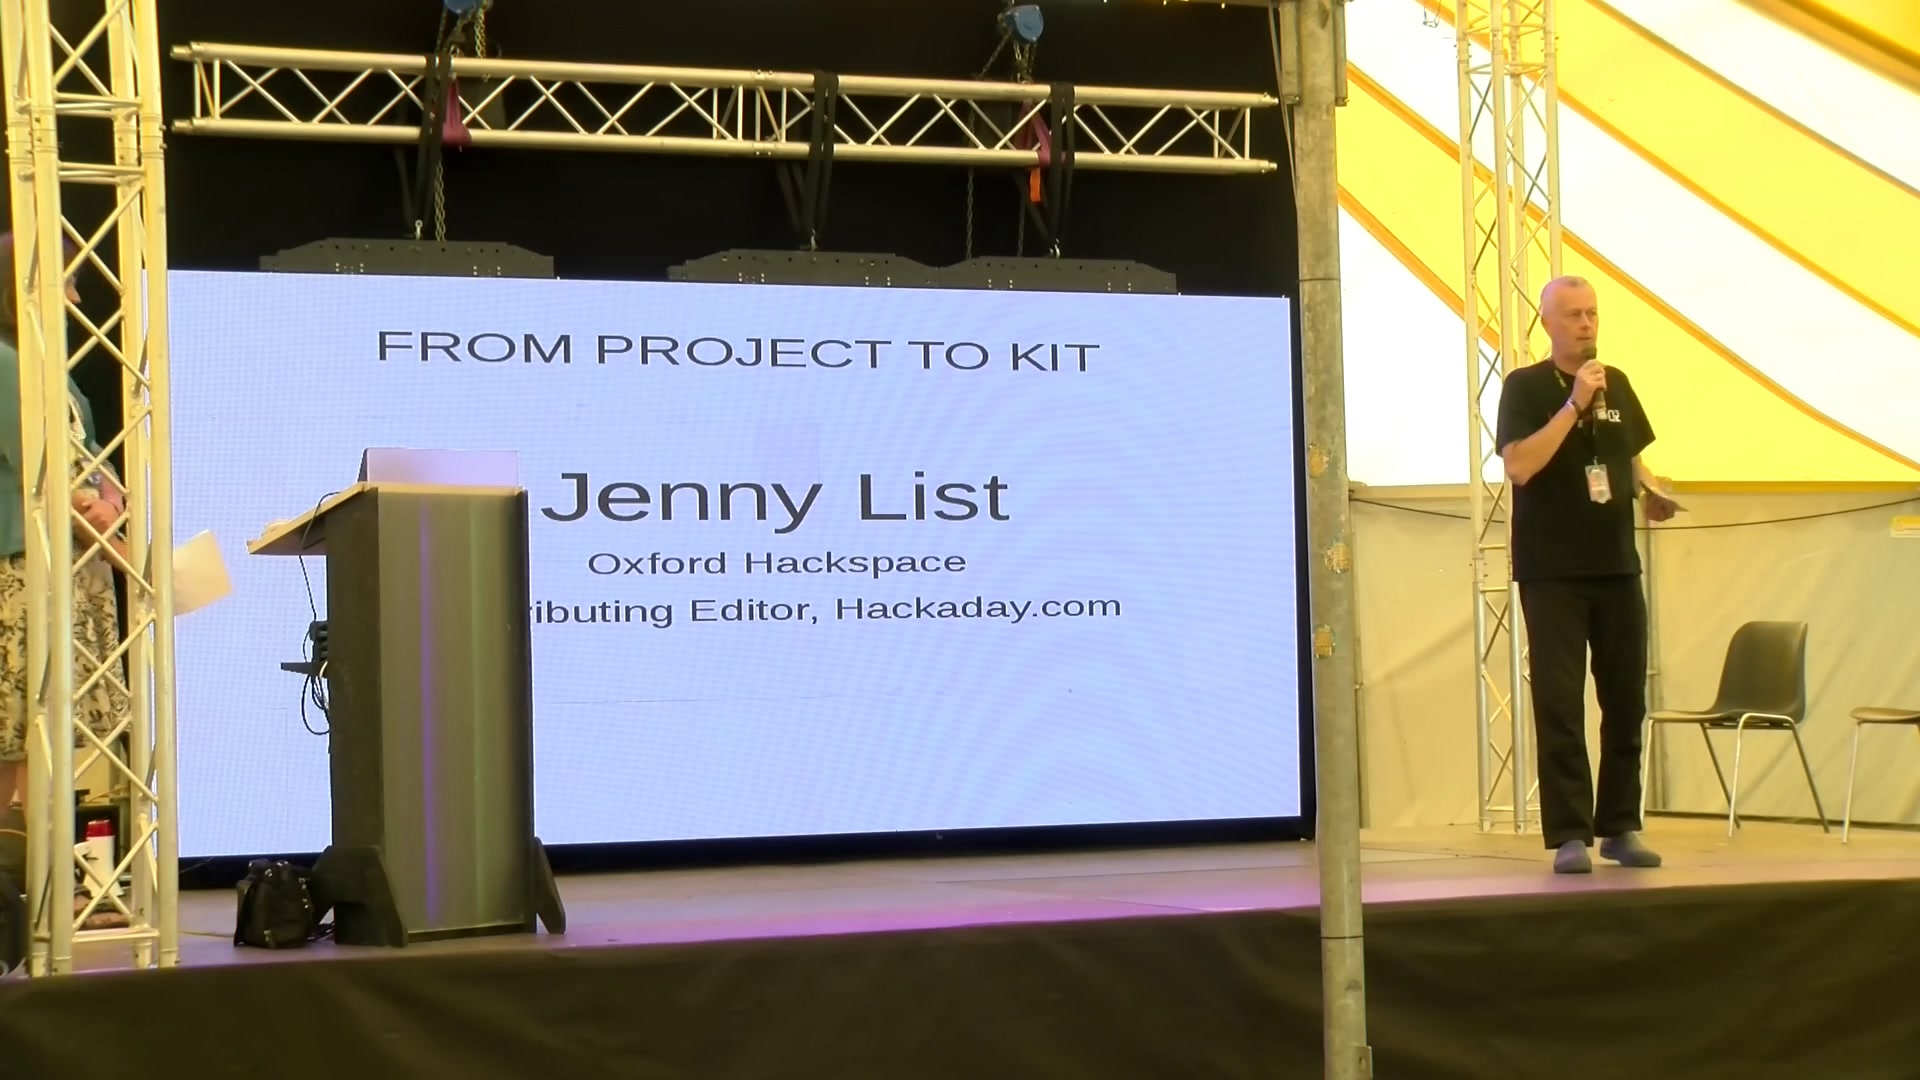 FROM PROJECT TO KIT
Jenny List
Oxford Hackspace
ributing Editor, Hackaday.com